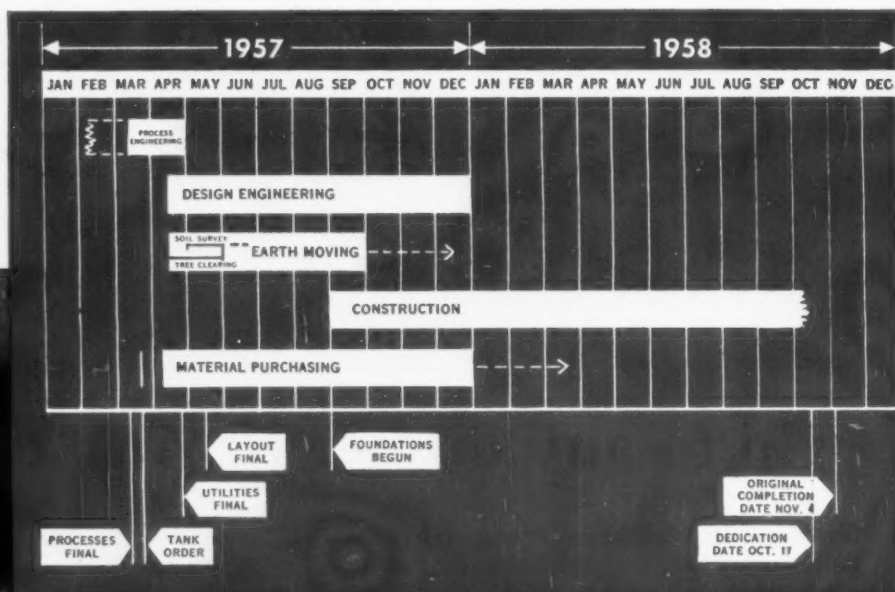 1957 1958
JAN FEB MAR APR MAY JUN JUL AUG SEP OCT NOV DEC JAN FEB MAR APR MAY JUN JUL AUG SEP OCT NOV DEC
PROCESS
ENGINEERING
DESIGN ENGINEERING
SOIL SURVEY
EARTH MOVING
TREE CLEARING
CONSTRUCTION
MATERIAL PURCHASING
LAYOUT
FINAL
FOUNDATIONS
BEGUN
UTILITIES
FINAL
ORIGINAL
COMPLETION
DATE NOV. 4
PROCESSES
FINAL
TANK
ORDER
DEDICATION
DATE OCT. 17